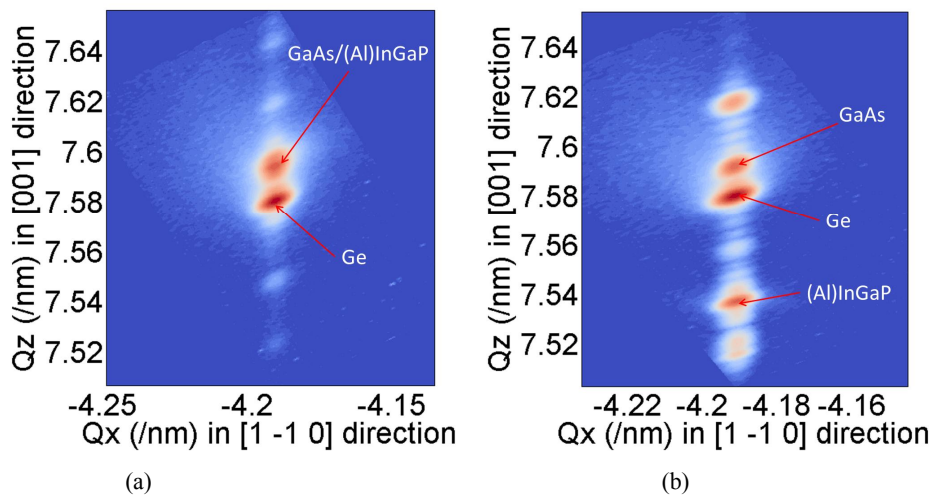 Qz (/nm) in [001] direction
7.64
7.62
7.6
7.58
7.56
7.54
7.52
-4.25
-4.2
-4.15
Qx (/nm) in [1 -1 0] direction
GaAs/(Al)InGaP
Ge
(a)
Qz (/nm) in [001] direction
7.64
7.62
7.6
7.58
7.56
7.54
7.52
-4.22
-4.2
-4.18
-4.16
Qx (/nm) in [1 -1 0] direction
GaAs
Ge
(Al)InGaP
(b)